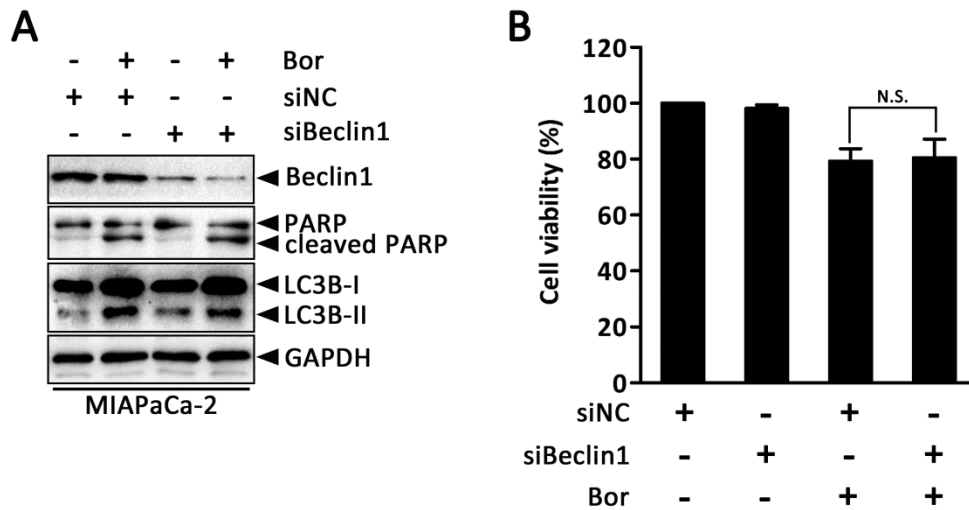 A
- + - + Bor
+ + - - siNC
- - + + siBeclin1
Beclin1
PARP
cleaved PARP
LC3B-I
LC3B-II
GAPDH
MIAPaCa-2
B
Cell viability (%)
120
100
80
60
40
20
0
N.S.
siNC + - + -
siBeclin1 - + - +
Bor - - + +